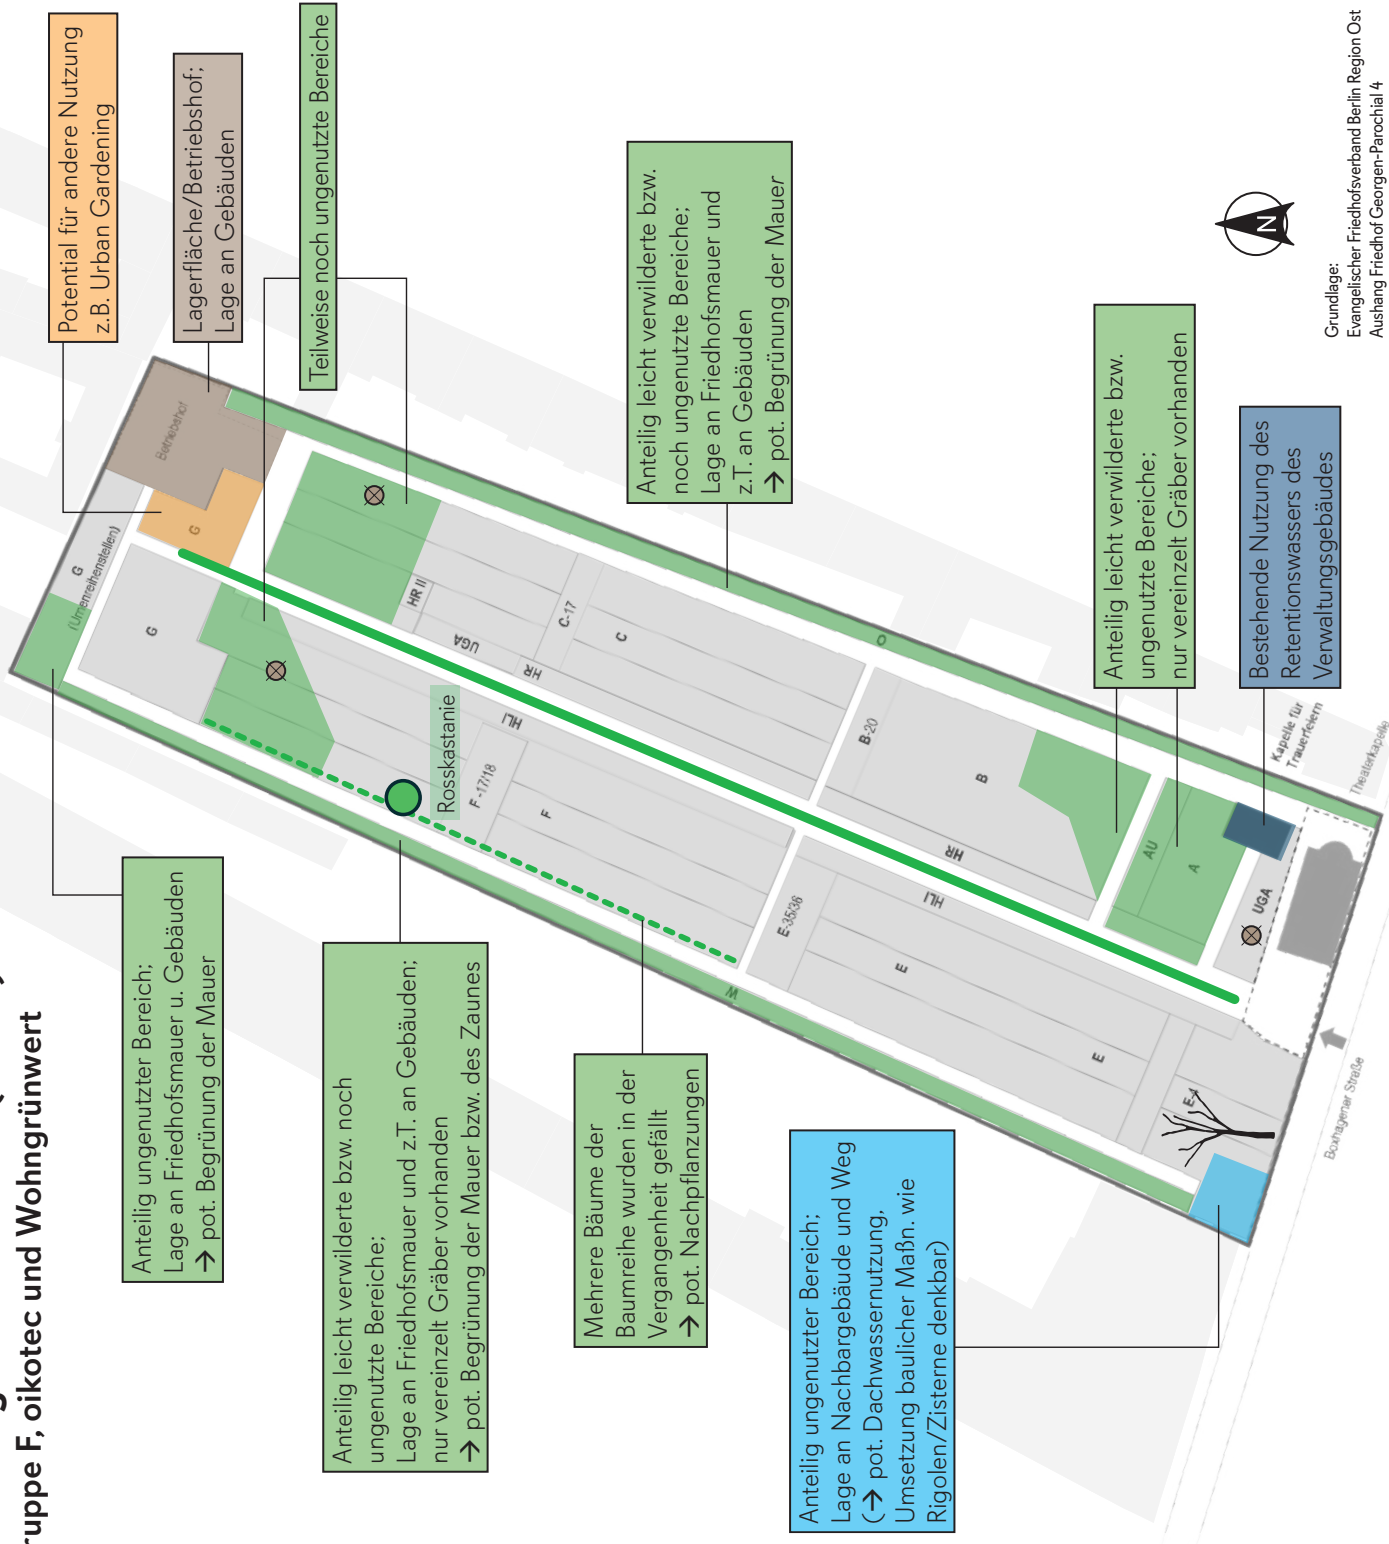 ruppe F, oikotec und Wohngrünwert
Anteilig ungenutzter Bereich;
Lage an Friedhofsmauer u. Gebäuden
→ pot. Begrünung der Mauer
Anteilig leicht verwilderte bzw. noch
ungenutzte Bereiche;
Lage an Friedhofsmauer und z.T. an Gebäuden;
nur vereinzelt Gräber vorhanden
→ pot. Begrünung der Mauer bzw. des Zaunes
Mehrere Bäume der
Baumreihe wurden in der
Vergangenheit gefällt
→ pot. Nachpflanzungen
Anteilig ungenutzter Bereich;
Lage an Nachbargebäude und Weg
(→ pot. Dachwassernutzung,
Umsetzung baulicher Maßn. wie
Rigolen/Zisterne denkbar)
Potential für andere Nutzung
z.B. Urban Gardening
Lagerfläche/Betriebshof;
Lage an Gebäuden
Teilweise noch ungenutzte Bereiche
Anteilig leicht verwilderte bzw.
noch ungenutzte Bereiche;
Lage an Friedhofsmauer und
z.T. an Gebäuden
→ pot. Begrünung der Mauer
Anteilig leicht verwilderte bzw.
ungenutzte Bereiche;
nur vereinzelt Gräber vorhanden
Bestehende Nutzung des
Retentionswassers des
Verwaltungsgebäudes
Betriebshof
G
(Urnenreihenstellen)
G
G
HR II
UGA
HR
C-17
C
O
HLI
Rosskastanie
F-17/18
F
W
B-20
B
HR
E-35/36
HLI
E
E
E-4
AU
A
UGA
Kapelle für
Trauerfeiern
Theaterkapelle
Boxhagener Straße
N
Grundlage:
Evangelischer Friedhofsverband Berlin Region Ost
Aushang Friedhof Georgen-Parochial 4